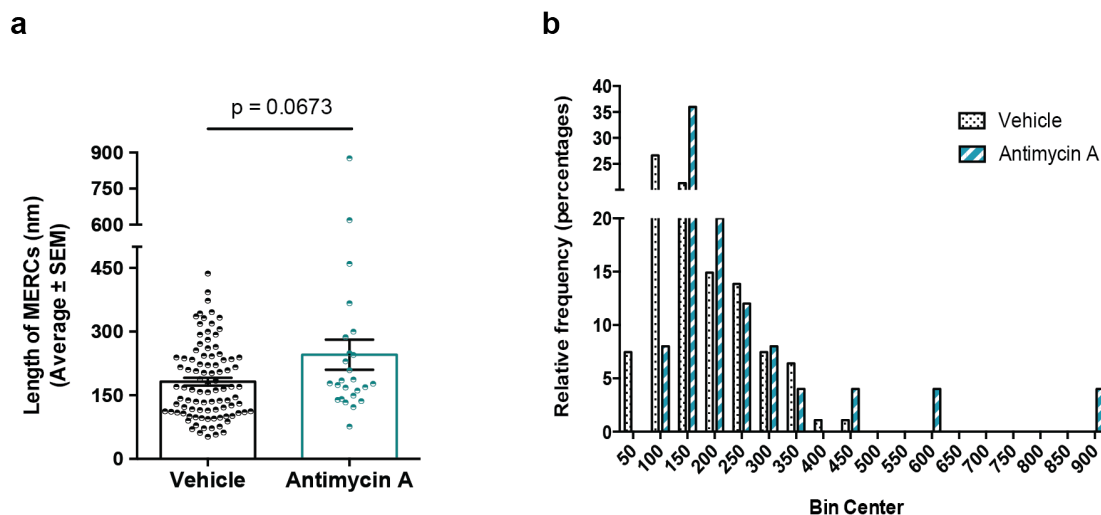 a
p = 0.0673
Length of MERCs (nm)
(Average ± SEM)
900
750
600
450
300
150
0
Vehicle
Antimycin A
b
Relative frequency (percentages)
40
35
30
25
20
15
10
5
0
Vehicle
Antimycin A
50 100 150 200 250 300 350 400 450 500 550 600 650 700 750 800 850 900
Bin Center